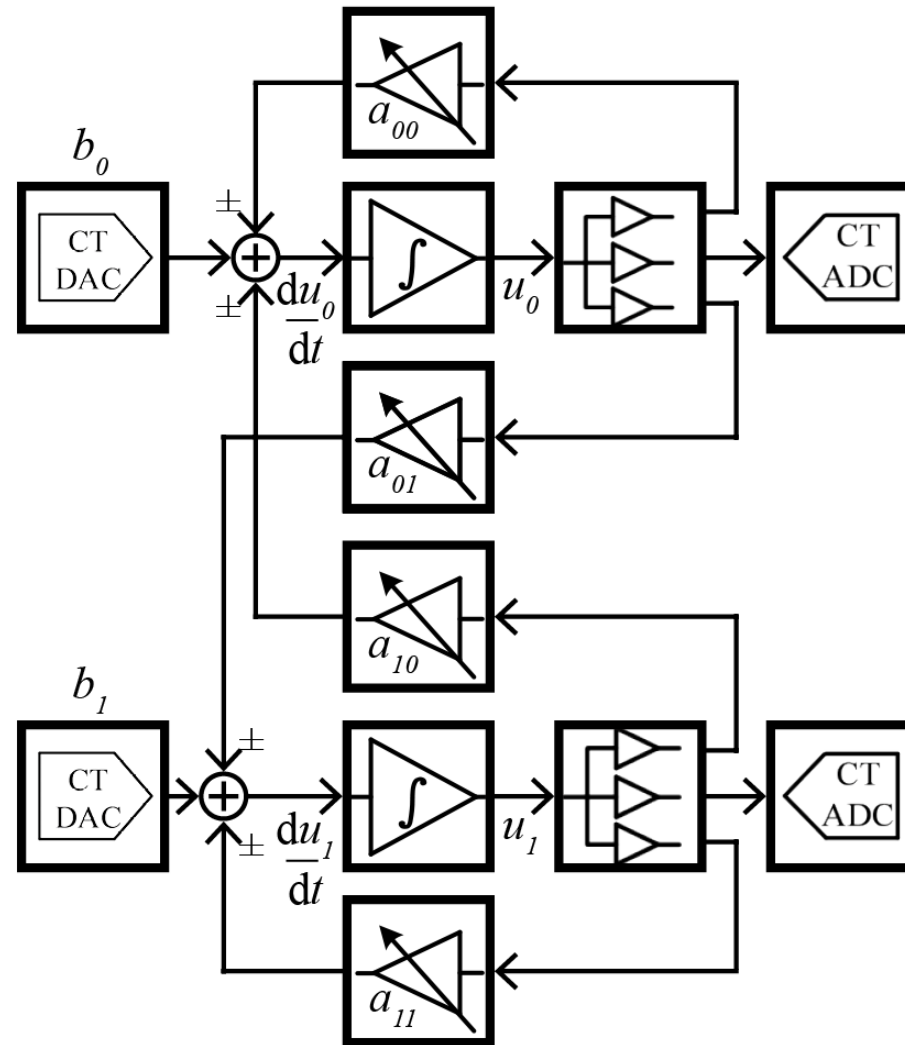 a₀₀
b₀
±
CT
DAC
+
±
du₀
dt
∫
u₀
CT
ADC
a₀₁
a₁₀
b₁
±
CT
DAC
+
±
du₁
dt
∫
u₁
CT
ADC
a₁₁